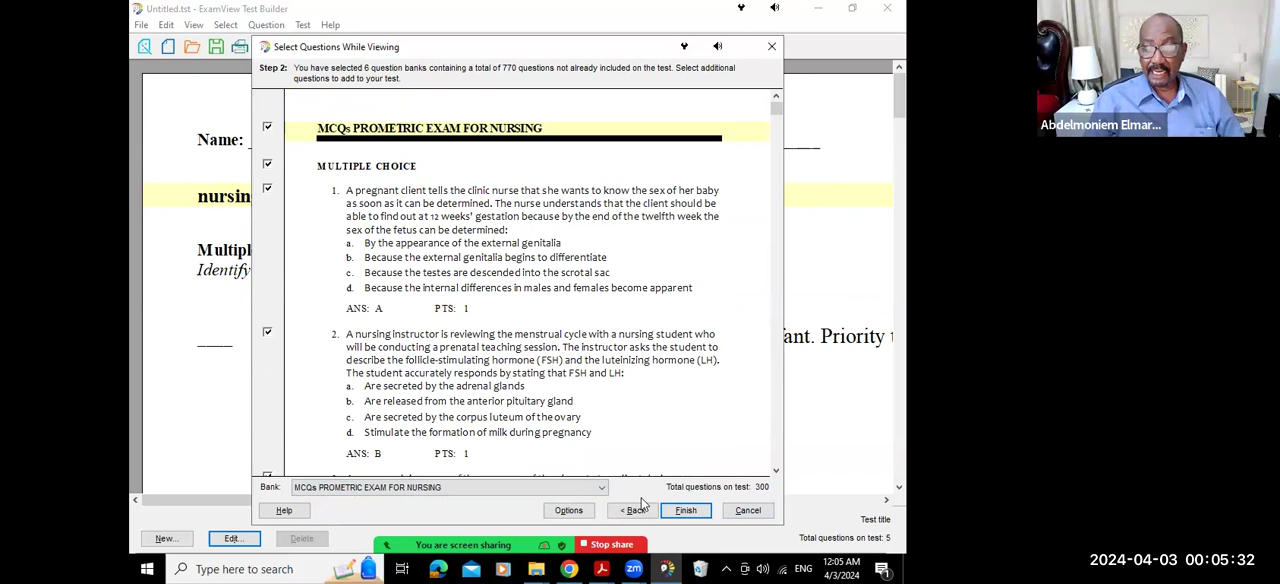 Untitled.tst - ExamView Test Builder
File Edit View Select Question Test Help
Select Questions While Viewing
Step 2: You have selected 6 question banks containing a total of 770 questions not already included on the test. Select additional
questions to add to your test.
Name:
nursin
Multipl
Identify
ant. Priority t
MCQs PROMETRIC EXAM FOR NURSING
MULTIPLE CHOICE
1. A pregnant client tells the clinic nurse that she wants to know the sex of her baby
as soon as it can be determined. The nurse understands that the client should be
able to find out at 12 weeks' gestation because by the end of the twelfth week the
sex of the fetus can be determined:
a. By the appearance of the external genitalia
b. Because the external genitalia begins to differentiate
c. Because the testes are descended into the scrotal sac
d. Because the internal differences in males and females become apparent
ANS: A PTS: 1
2. A nursing instructor is reviewing the menstrual cycle with a nursing student who
will be conducting a prenatal teaching session. The instructor asks the student to
describe the follicle-stimulating hormone (FSH) and the luteinizing hormone (LH).
The student accurately responds by stating that FSH and LH:
a. Are secreted by the adrenal glands
b. Are released from the anterior pituitary gland
c. Are secreted by the corpus luteum of the ovary
d. Stimulate the formation of milk during pregnancy
ANS: B PTS: 1
Bank: MCQs PROMETRIC EXAM FOR NURSING Total questions on test: 300
Help Options < Back Finish Cancel
Test title
New... Edit... Delete Total questions on test: 5
You are screen sharing Stop share
Type here to search
ENG
12:05 AM
4/3/2024
1
Abdelmoniem Elmar...
2024-04-03 00:05:32